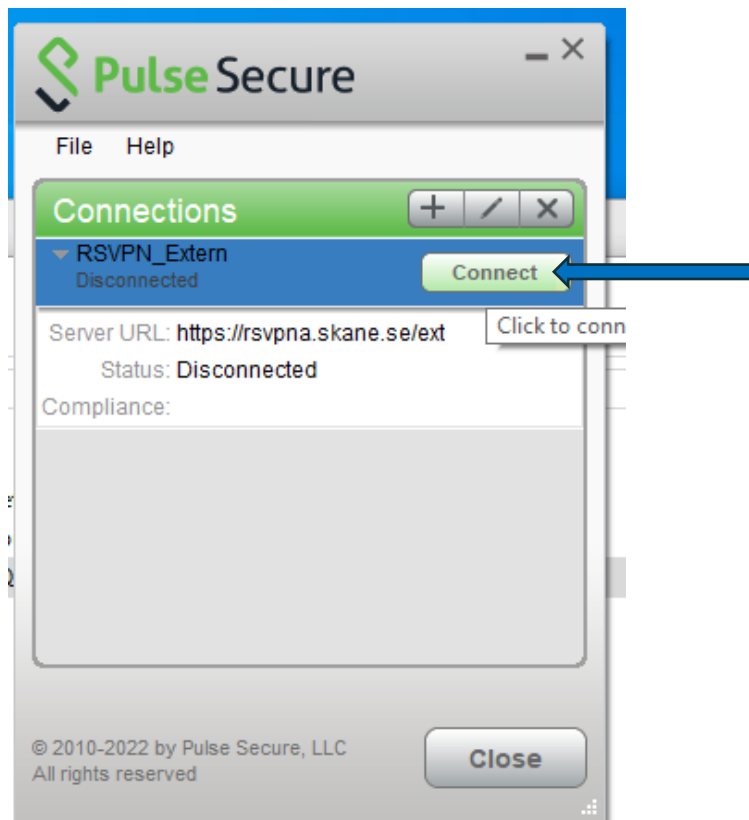 Pulse Secure
File Help
Connections
RSVPN_Extern
Disconnected
Connect
Server URL: https://rsvpna.skane.se/ext
Click to conn
Status: Disconnected
Compliance:
© 2010-2022 by Pulse Secure, LLC
All rights reserved
Close